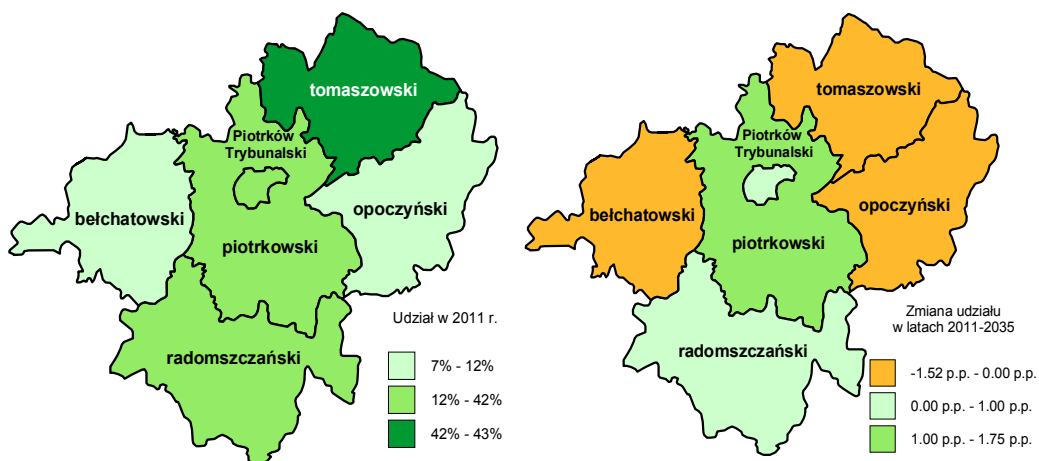 tomaszowski
Piotrków
Trybunalski
bełchatowski
opoczyński
piotrkowski
radomszczański
Udział w 2011 r.
7% - 12%
12% - 42%
42% - 43%
tomaszowski
Piotrków
Trybunalski
bełchatowski
opoczyński
piotrkowski
radomszczański
Zmiana udziału
w latach 2011-2035
-1.52 p.p. - 0.00 p.p.
0.00 p.p. - 1.00 p.p.
1.00 p.p. - 1.75 p.p.